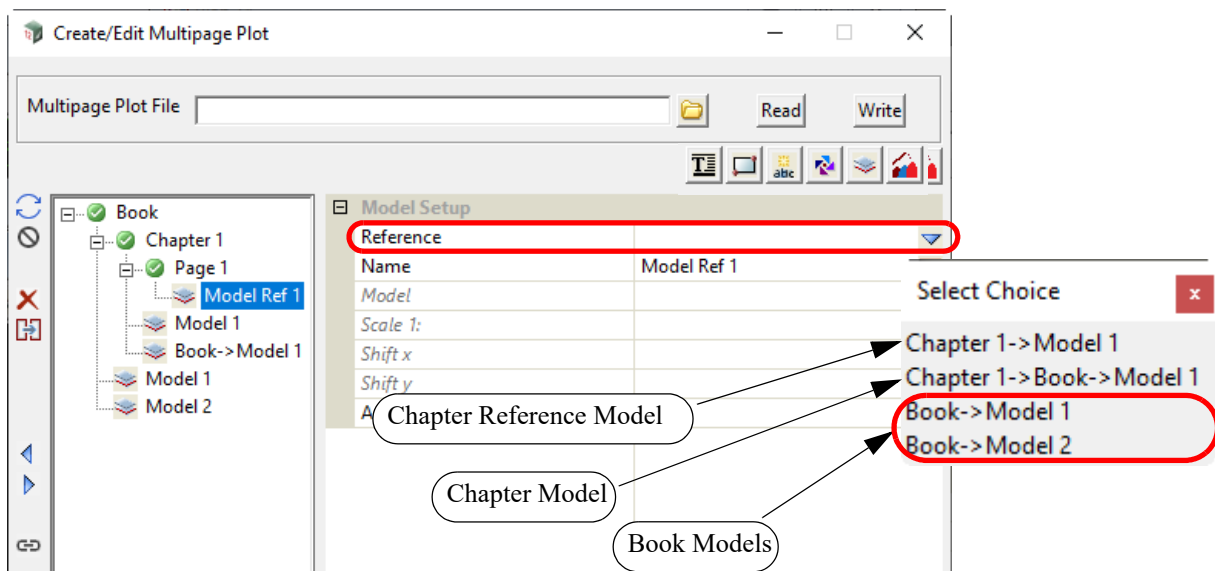 Create/Edit Multipage Plot
Multipage Plot File
Read
Write
T
abc
Book
Chapter 1
Page 1
Model Ref 1
Model 1
Book->Model 1
Model 1
Model 2
Model Setup
Reference
Name Model Ref 1
Model
Scale 1:
Shift x
Shift y
A
Select Choice
x
Chapter 1->Model 1
Chapter 1->Book->Model 1
Book->Model 1
Book->Model 2
Chapter Reference Model
Chapter Model
Book Models